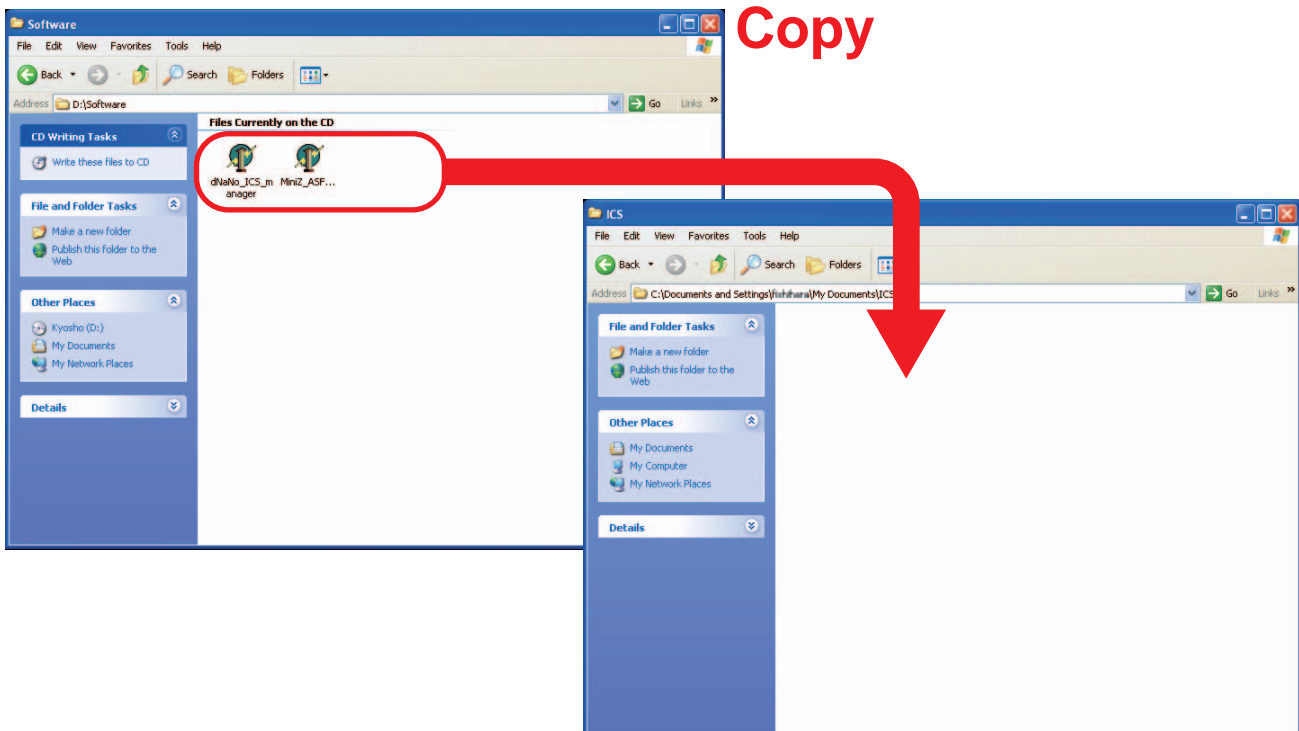 Copy
Software
File Edit View Favorites Tools Help
Back Search Folders
Address D:\Software Go Links »
CD Writing Tasks
Write these files to CD
File and Folder Tasks
Make a new folder
Publish this folder to the
Web
Other Places
Kyosho (D:)
My Documents
My Network Places
Details
Files Currently on the CD
dNaNo_ICS_m
anager
MiniZ_ASF...
ICS
File Edit View Favorites Tools Help
Back Search Folders
Address C:\Documents and Settings\ \My Documents\ICS Go Links »
File and Folder Tasks
Make a new folder
Publish this folder to the
Web
Other Places
My Documents
My Computer
My Network Places
Details